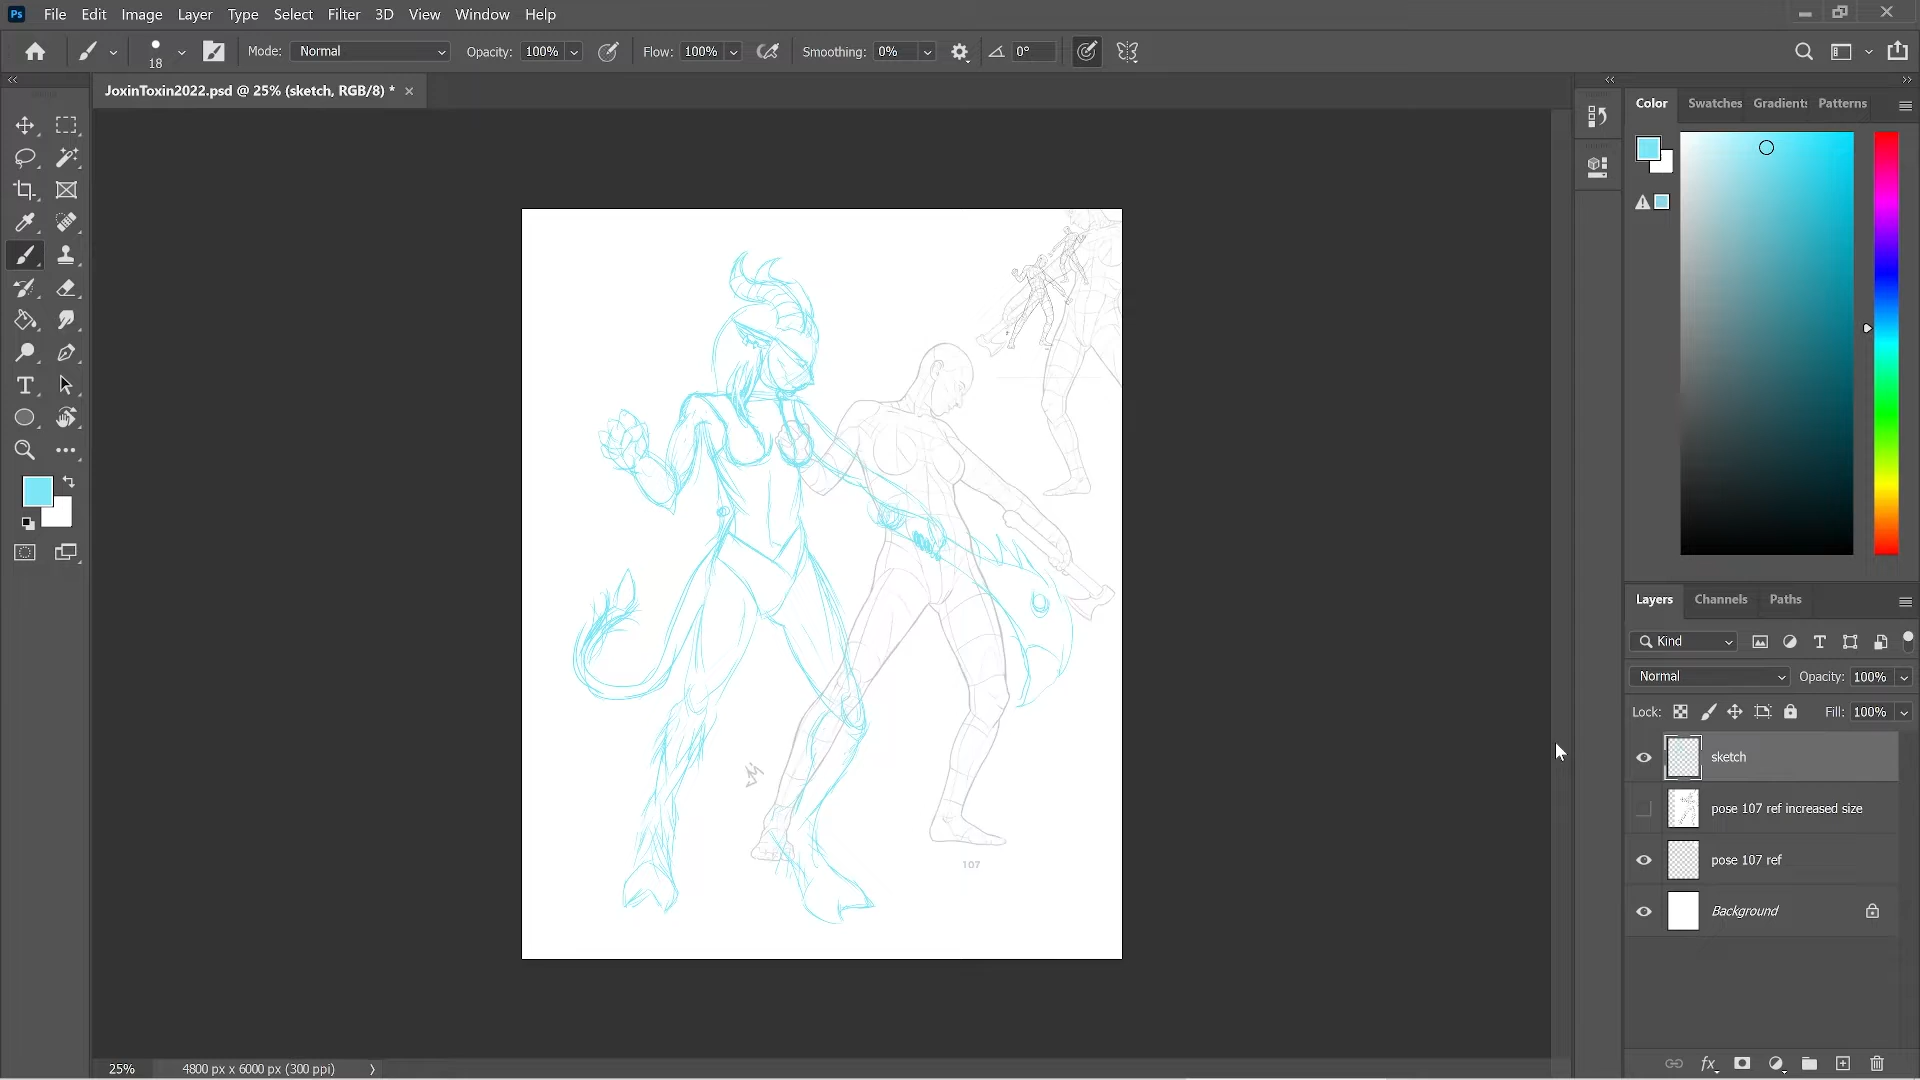 Ps File Edit Image Layer Type Select Filter 3D View Window Help
18 Mode: Normal Opacity: 100% Flow: 100% Smoothing: 0% 0°
JoxinToxin2022.psd @ 25% (sketch, RGB/8) *
Color Swatches Gradients Patterns
107
Layers Channels Paths
Kind
Normal Opacity: 100%
Lock: Fill: 100%
sketch
pose 107 ref increased size
pose 107 ref
Background
fx
25% 4800 px x 6000 px (300 ppi)